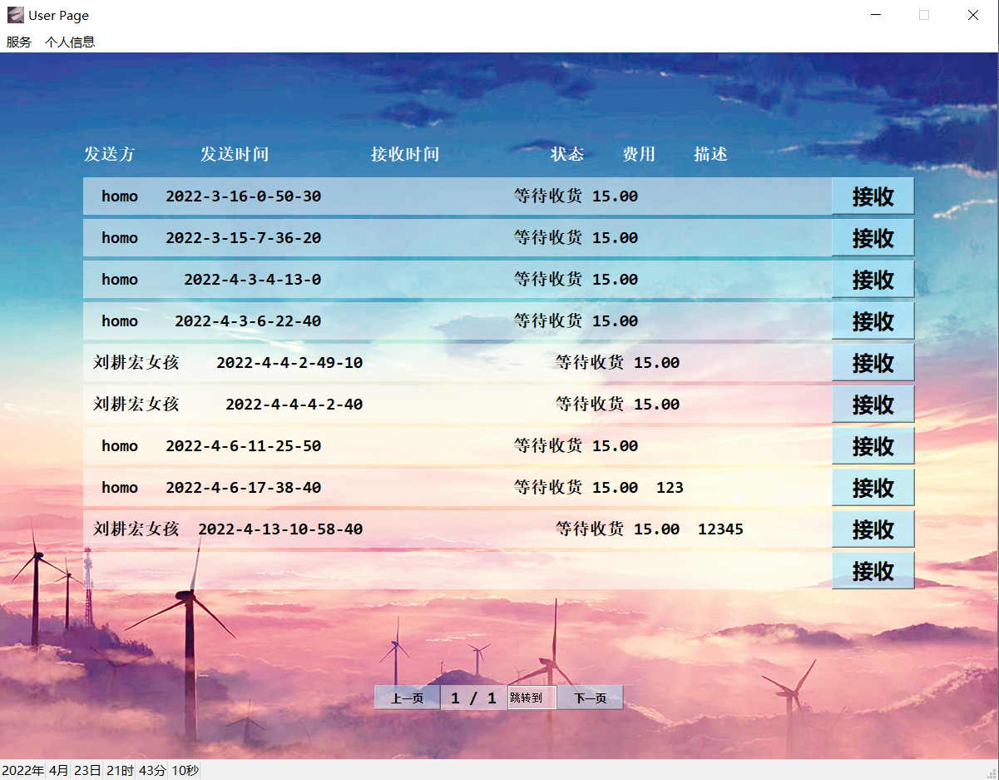 User Page
服务 个人信息
发送方 发送时间 接收时间 状态 费用 描述
homo 2022-3-16-0-50-30 等待收货 15.00 接收
homo 2022-3-15-7-36-20 等待收货 15.00 接收
homo 2022-4-3-4-13-0 等待收货 15.00 接收
homo 2022-4-3-6-22-40 等待收货 15.00 接收
刘耕宏女孩 2022-4-4-2-49-10 等待收货 15.00 接收
刘耕宏女孩 2022-4-4-4-2-40 等待收货 15.00 接收
homo 2022-4-6-11-25-50 等待收货 15.00 接收
homo 2022-4-6-17-38-40 等待收货 15.00 123 接收
刘耕宏女孩 2022-4-13-10-58-40 等待收货 15.00 12345 接收
接收
上一页 1 / 1 跳转到 下一页
2022年 4月 23日 21时 43分 10秒